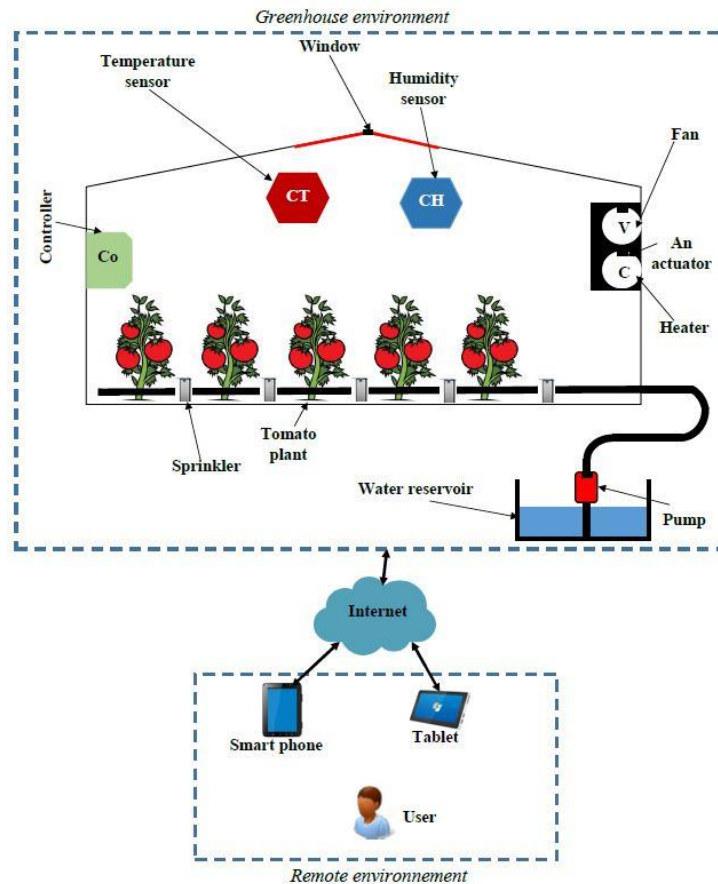 Greenhouse environment
Window
Temperature
sensor
Humidity
sensor
Fan
Controller
CT
CH
V
Co
An
actuator
C
Heater
Tomato
plant
Sprinkler
Water reservoir
Pump
Internet
Smart phone
Tablet
User
Remote environnement